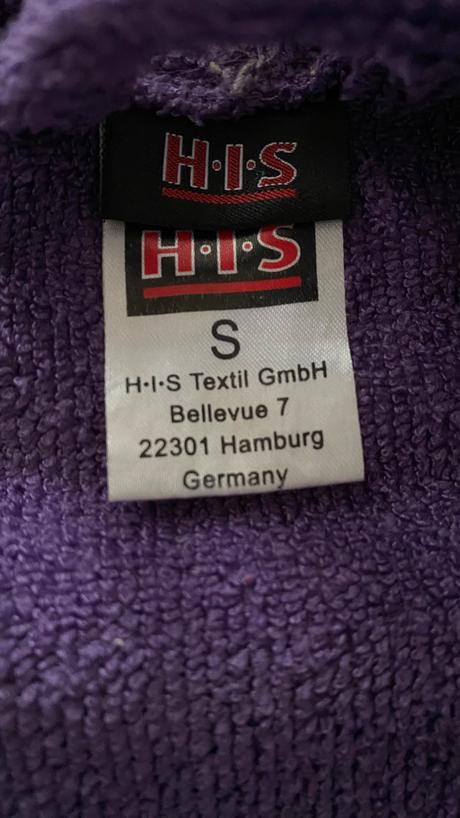 H·I·S
H·I·S
S
H·I·S Textil GmbH
Bellevue 7
22301 Hamburg
Germany